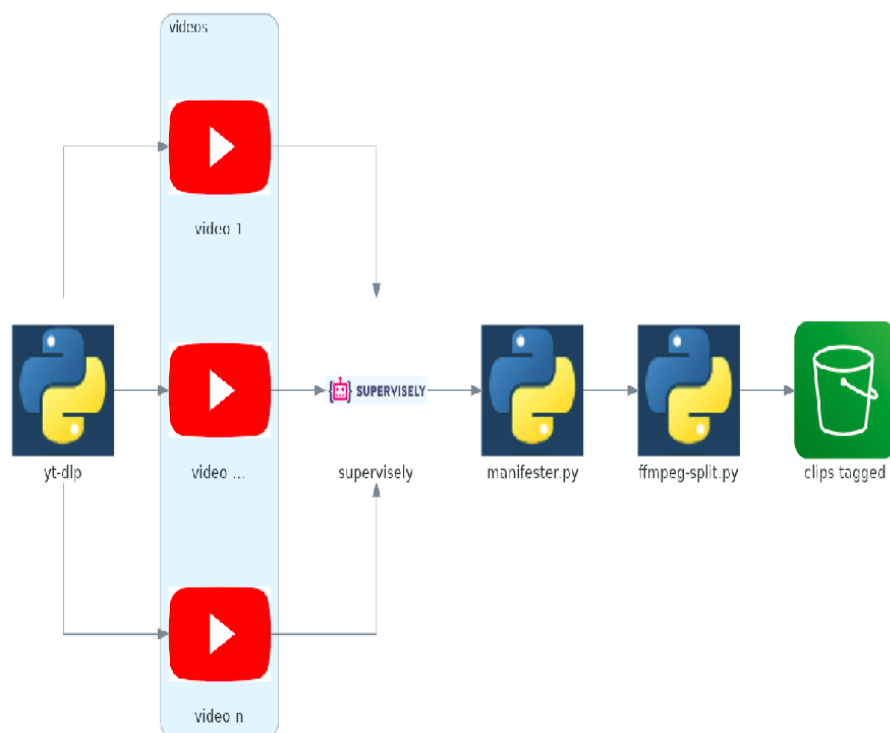 videos
video 1
yt-dlp
video ...
{ } SUPERVISELY
supervisely
manifester.py
ffmpeg-split.py
clips tagged
video n